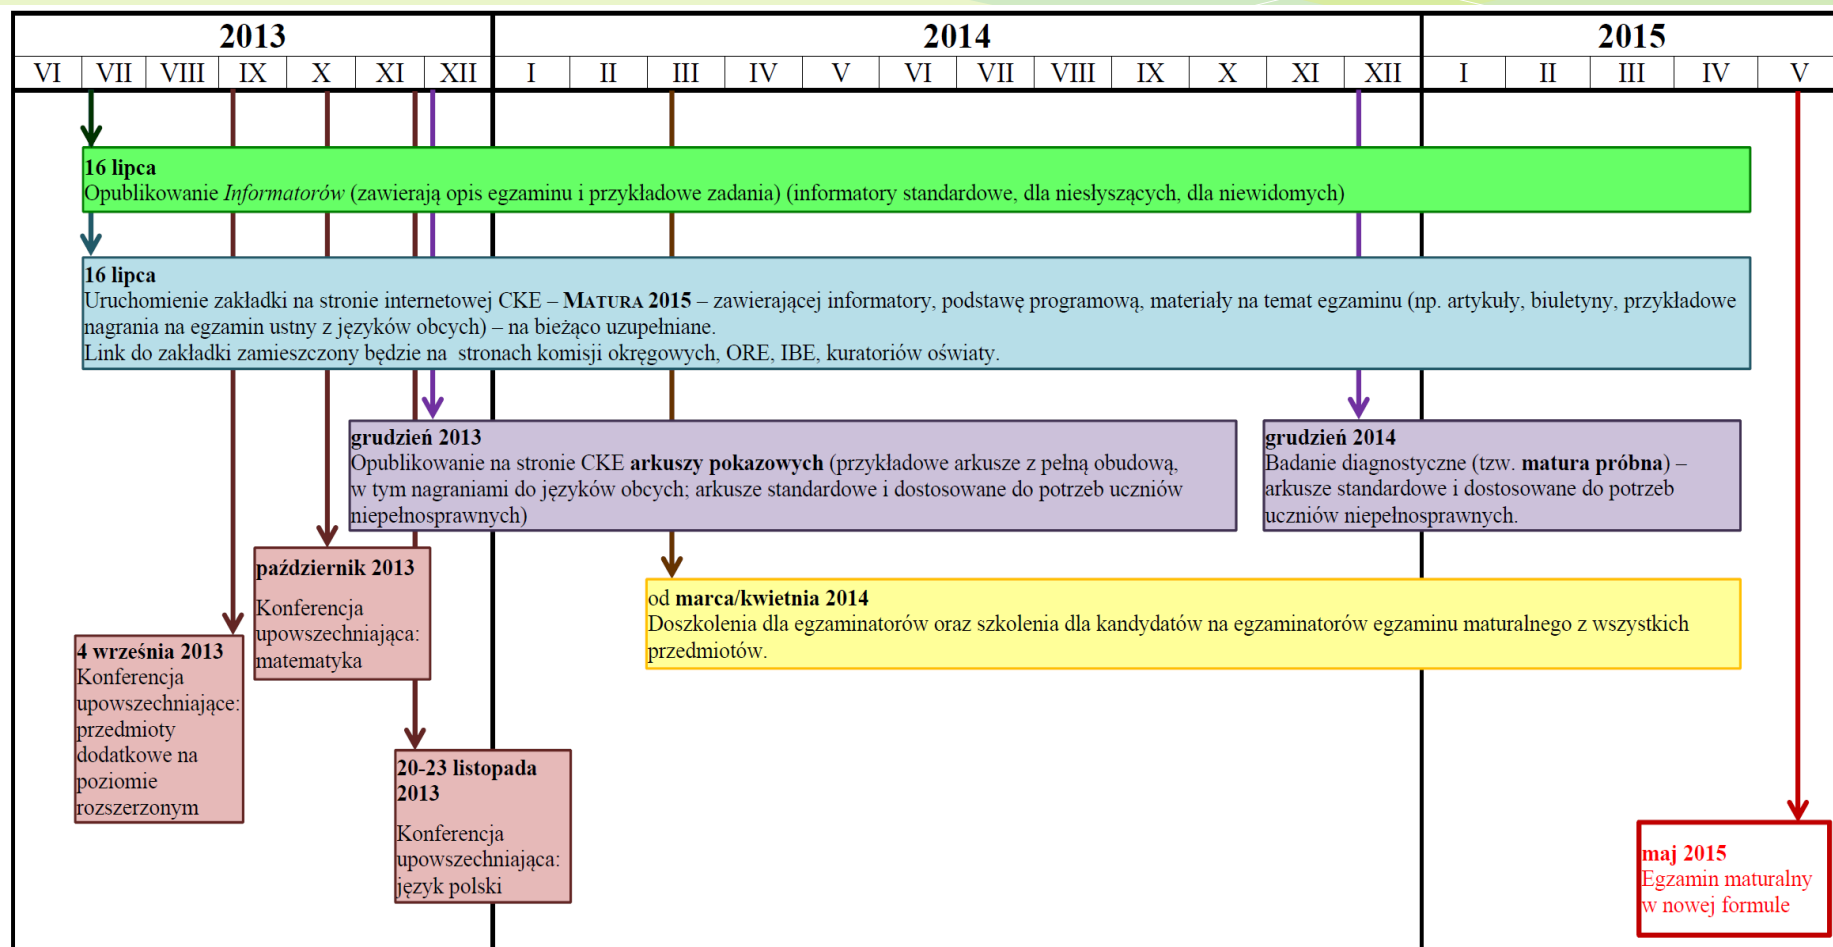 2013 2014 2015
VI VII VIII IX X XI XII I II III IV V VI VII VIII IX X XI XII I II III IV V
16 lipca
Opublikowanie Informatorów (zawierają opis egzaminu i przykładowe zadania) (informatory standardowe, dla niesłyszących, dla niewidomych)
16 lipca
Uruchomienie zakładki na stronie internetowej CKE – MATURA 2015 – zawierającej informatory, podstawę programową, materiały na temat egzaminu (np. artykuły, biuletyny, przykładowe
nagrania na egzamin ustny z języków obcych) – na bieżąco uzupełniane.
Link do zakładki zamieszczony będzie na stronach komisji okręgowych, ORE, IBE, kuratoriów oświaty.
grudzień 2013
Opublikowanie na stronie CKE arkuszy pokazowych (przykładowe arkusze z pełną obudową,
w tym nagraniami do języków obcych; arkusze standardowe i dostosowane do potrzeb uczniów
niepełnosprawnych)
grudzień 2014
Badanie diagnostyczne (tzw. matura próbna) –
arkusze standardowe i dostosowane do potrzeb
uczniów niepełnosprawnych.
październik 2013
Konferencja
upowszechniająca:
matematyka
od marca/kwietnia 2014
Doszkolenia dla egzaminatorów oraz szkolenia dla kandydatów na egzaminatorów egzaminu maturalnego z wszystkich
przedmiotów.
4 września 2013
Konferencja
upowszechniające:
przedmioty
dodatkowe na
poziomie
rozszerzonym
20-23 listopada
2013
Konferencja
upowszechniająca:
język polski
maj 2015
Egzamin maturalny
w nowej formule